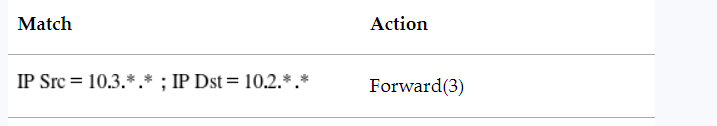 Match Action
IP Src = 10.3.*.* ; IP Dst = 10.2.*.* Forward(3)